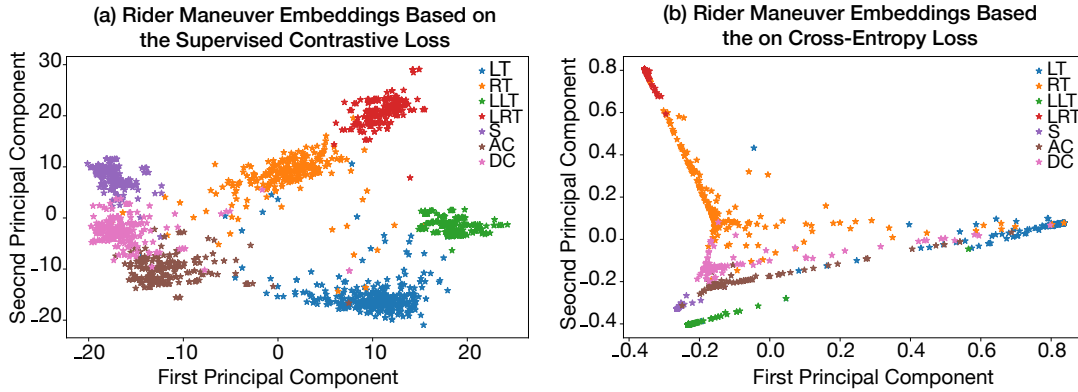 (a) Rider Maneuver Embeddings Based on
the Supervised Contrastive Loss
Seocnd Principal Component
30
20
10
0
−10
−20
−20
−10
0
10
20
First Principal Component
LT
RT
LLT
LRT
S
AC
DC
(b) Rider Maneuver Embeddings Based
the on Cross-Entropy Loss
Seocnd Principal Component
0.8
0.6
0.4
0.2
0.0
−0.2
−0.4
−0.4
−0.2
0.0
0.2
0.4
0.6
0.8
First Principal Component
LT
RT
LLT
LRT
S
AC
DC